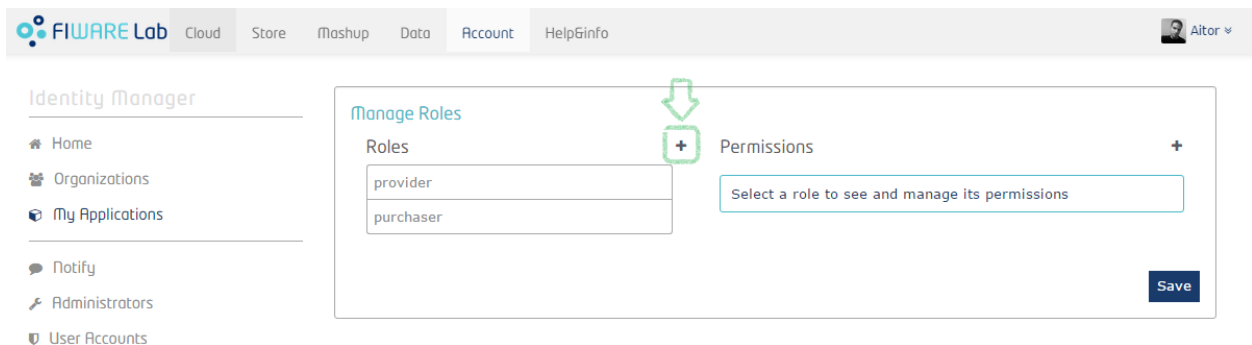 FIWARE Lab Cloud Store Mashup Data Account Help&info Aitor
Identity Manager
Home
Organizations
My Applications
Notify
Administrators
User Accounts
Manage Roles
Roles + Permissions +
provider
purchaser
Select a role to see and manage its permissions
Save